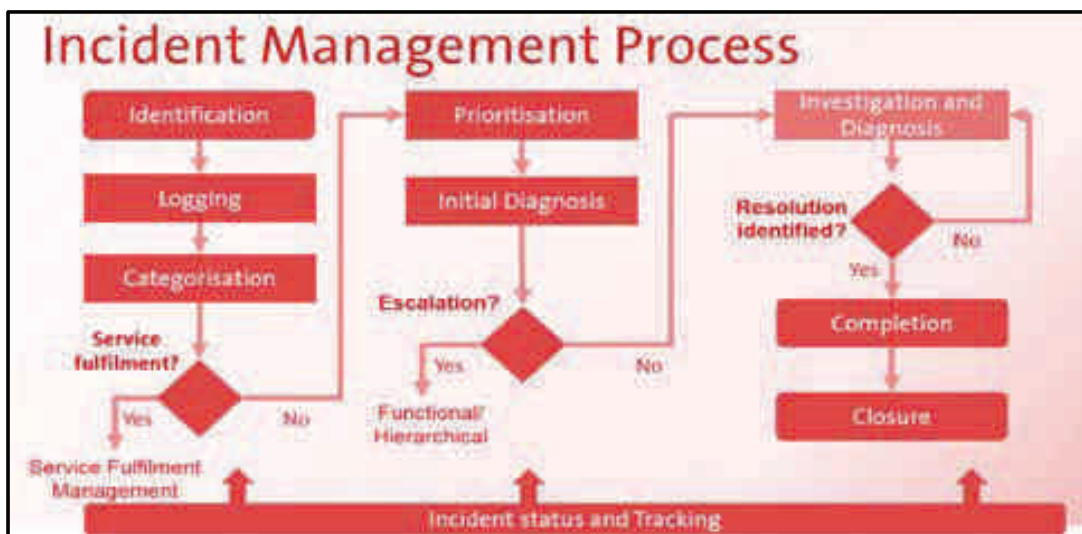 Incident Management Process
Identification
Logging
Categorisation
Service
fulfilment?
Yes
No
Service Fulfilment
Management
Prioritisation
Initial Diagnosis
Escalation?
Yes
No
Functional/
Hierarchical
Investigation and
Diagnosis
Resolution
identified?
No
Yes
Completion
Closure
Incident status and Tracking